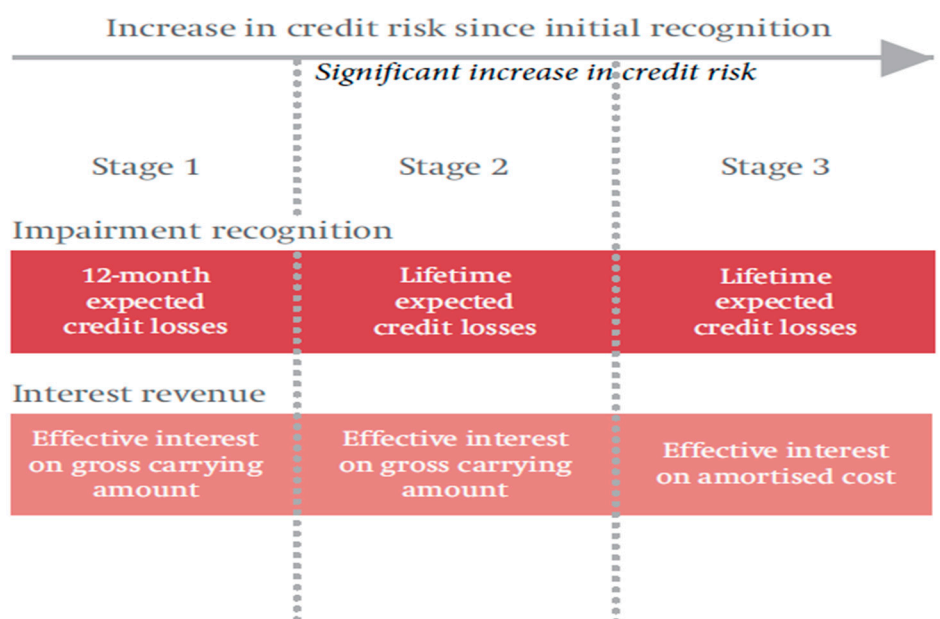 Increase in credit risk since initial recognition
Significant increase in credit risk
Stage 1
Stage 2
Stage 3
Impairment recognition
12-month
expected
credit losses
Lifetime
expected
credit losses
Lifetime
expected
credit losses
Interest revenue
Effective interest
on gross carrying
amount
Effective interest
on gross carrying
amount
Effective interest
on amortised cost